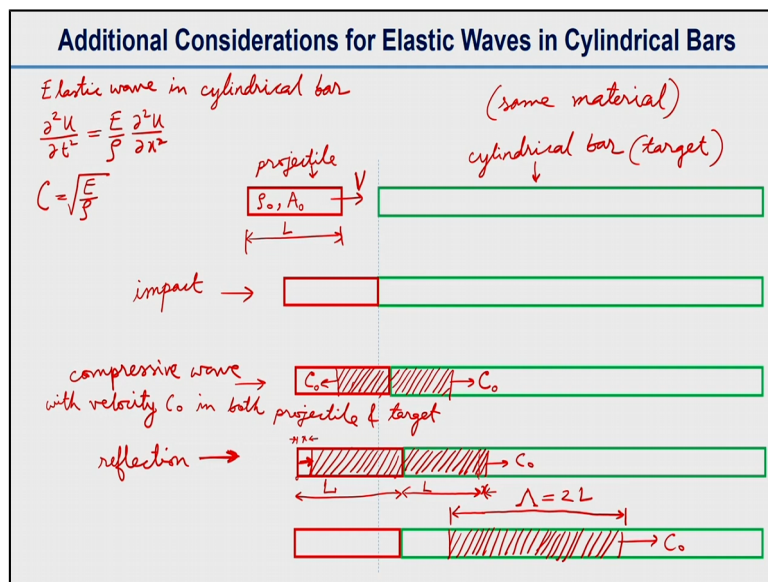 Additional Considerations for Elastic Waves in Cylindrical Bars
Elastic wave in cylindrical bar
∂²u/∂t² = E/ρ ∂²u/∂x²
C = √(E/ρ)
(same material)
cylindrical bar (target)
projectile
V
ρ₀, A₀
L
impact →
compressive wave →
with velocity C₀ in both projectile & target
C₀ ← → C₀
reflection →
x
→ C₀
L L x
Λ = 2L
→ C₀